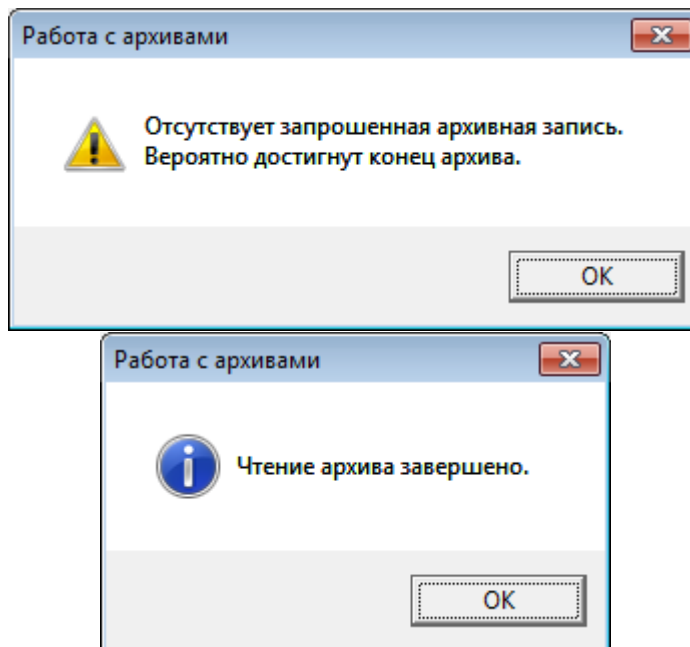 Работа с архивами
Отсутствует запрошенная архивная запись.
Вероятно достигнут конец архива.
OK
Работа с архивами
Чтение архива завершено.
OK